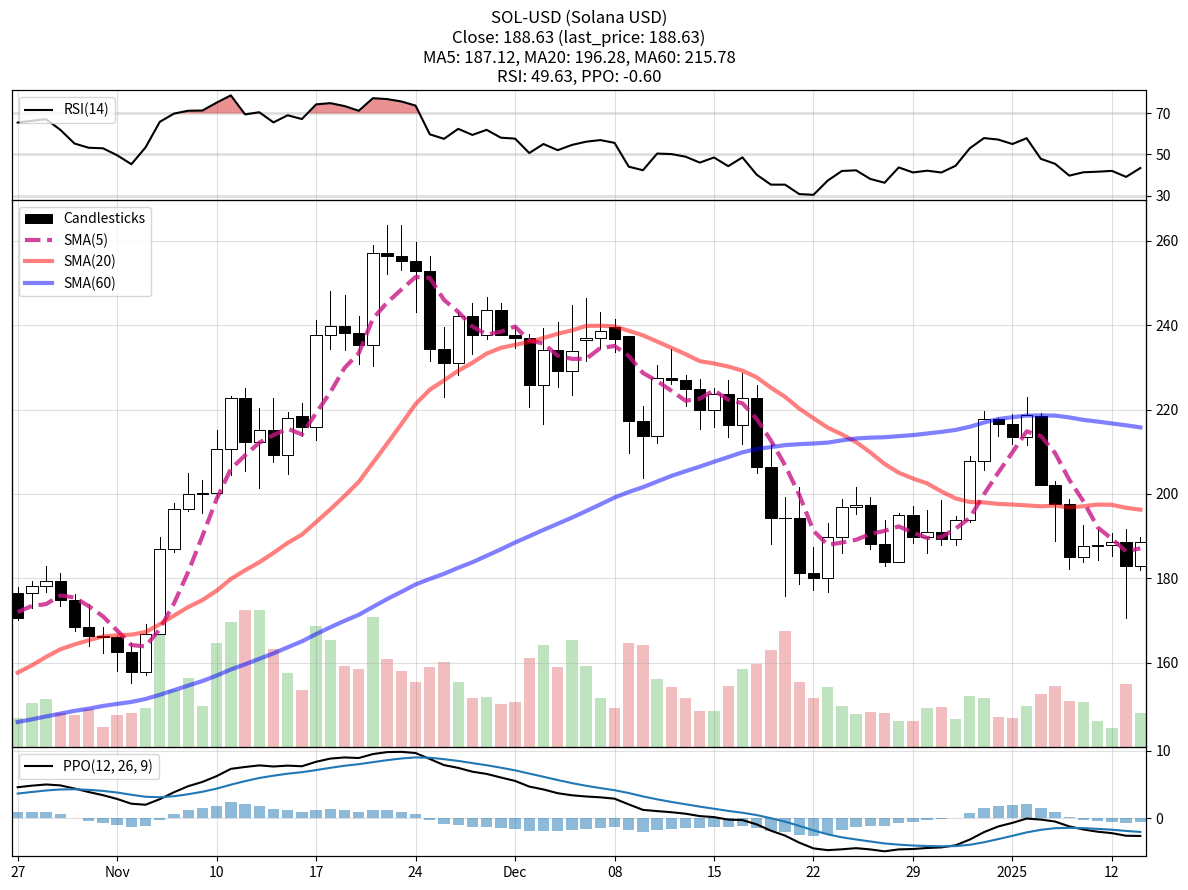 SOL-USD (Solana USD)
Close: 188.63 (last_price: 188.63)
MA5: 187.12, MA20: 196.28, MA60: 215.78
RSI: 49.63, PPO: -0.60
RSI(14)
70
50
30
Candlesticks
SMA(5)
SMA(20)
SMA(60)
260
240
220
200
180
160
PPO(12, 26, 9)
10
0
27 Nov 10 17 24 Dec 08 15 22 29 2025 12